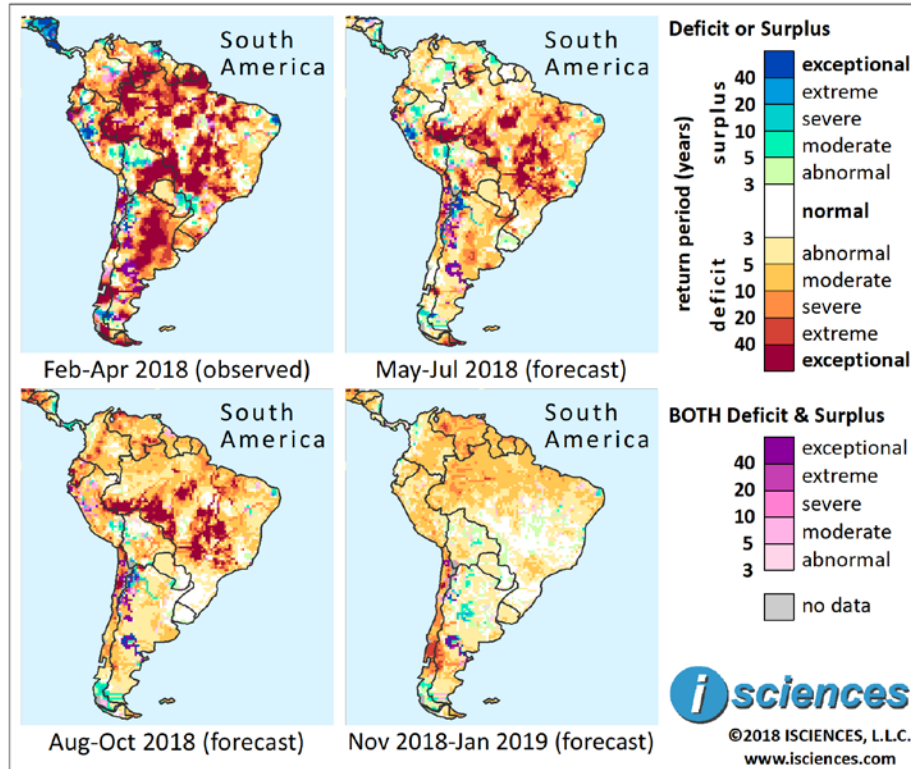 South
America
Feb-Apr 2018 (observed)
South
America
May-Jul 2018 (forecast)
South
America
Aug-Oct 2018 (forecast)
South
America
Nov 2018-Jan 2019 (forecast)
Deficit or Surplus
return period (years)
surplus
deficit
exceptional
40
extreme
20
severe
10
moderate
5
abnormal
3
normal
3
abnormal
5
moderate
10
severe
20
extreme
40
exceptional
BOTH Deficit & Surplus
exceptional
40
extreme
20
severe
10
moderate
5
abnormal
3
no data
i sciences
©2018 ISCIENCES, L.L.C.
www.isciences.com